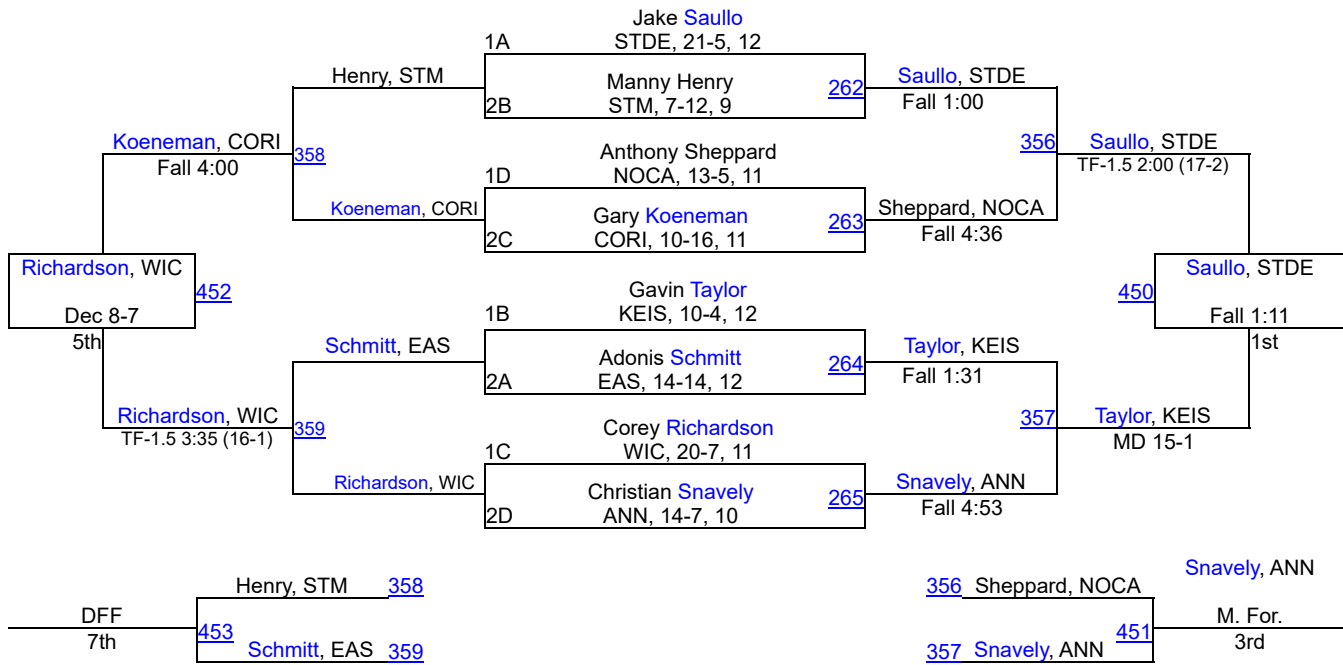 Jake Saullo
1A STDE, 21-5, 12
Henry, STM Manny Henry 262 Saullo, STDE
2B STM, 7-12, 9 Fall 1:00
Koeneman, CORI 358 356 Saullo, STDE
Fall 4:00 Anthony Sheppard TF-1.5 2:00 (17-2)
1D NOCA, 13-5, 11
Koeneman, CORI Gary Koeneman 263 Sheppard, NOCA
2C CORI, 10-16, 11 Fall 4:36
Richardson, WIC 452 450 Saullo, STDE
Gavin Taylor
Dec 8-7 1B KEIS, 10-4, 12 Fall 1:11
5th 1st
Schmitt, EAS Adonis Schmitt 264 Taylor, KEIS
2A EAS, 14-14, 12 Fall 1:31
Richardson, WIC 359 357 Taylor, KEIS
TF-1.5 3:35 (16-1) Corey Richardson MD 15-1
1C WIC, 20-7, 11
Richardson, WIC Christian Snavely 265 Snavely, ANN
2D ANN, 14-7, 10 Fall 4:53
Henry, STM 358 356 Sheppard, NOCA Snavely, ANN
DFF M. For.
7th 453 451 3rd
Schmitt, EAS 359 357 Snavely, ANN